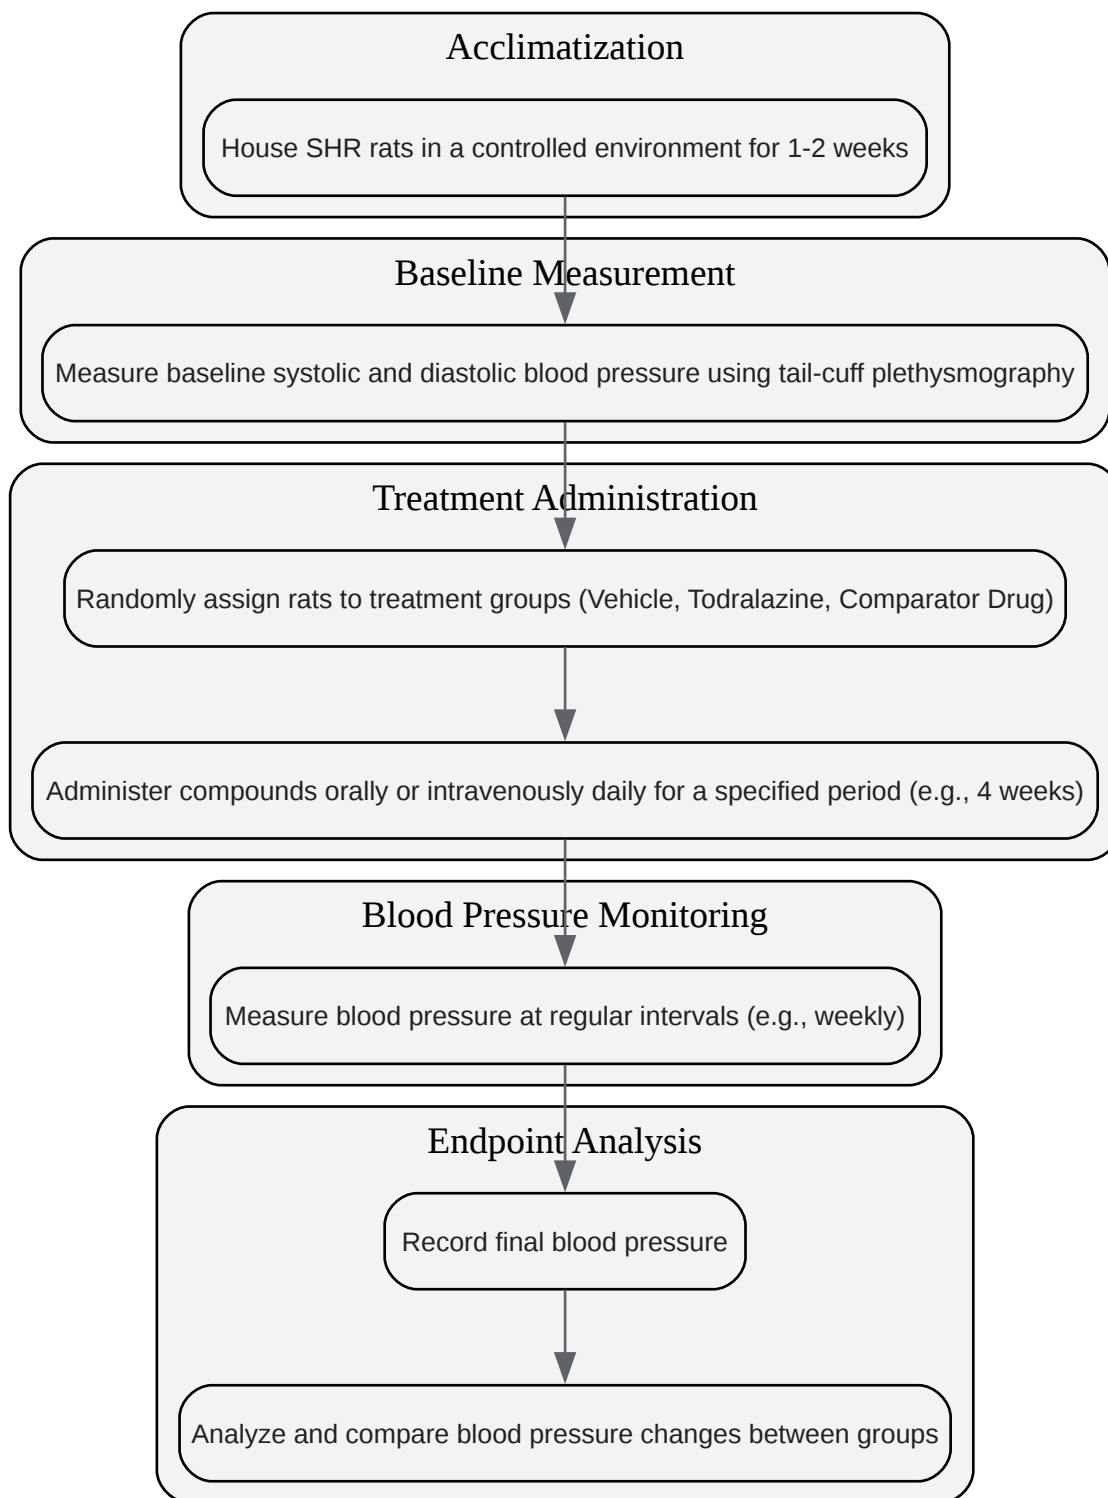 Acclimatization
House SHR rats in a controlled environment for 1-2 weeks
Baseline Measurement
Measure baseline systolic and diastolic blood pressure using tail-cuff plethysmography
Treatment Administration
Randomly assign rats to treatment groups (Vehicle, Todralazine, Comparator Drug)
Administer compounds orally or intravenously daily for a specified period (e.g., 4 weeks)
Blood Pressure Monitoring
Measure blood pressure at regular intervals (e.g., weekly)
Endpoint Analysis
Record final blood pressure
Analyze and compare blood pressure changes between groups